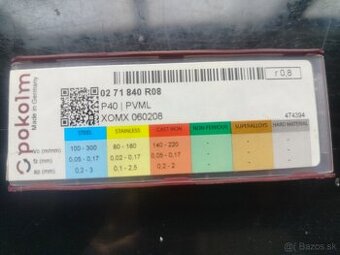 pokolm
Made in Germany
02 71 840 R08
P40 | PVML
XOMX 060208
r 0,8
474394
STEEL STAINLESS CAST IRON NON-FERROUS SUPERALLOYS HARD MATERIAL
Vc (m/min) 100 - 300 80 - 180 140 - 220 - - -
fz (mm) 0,05 - 0,17 0,02 - 0,17 0,05 - 0,17 - - -
ap (mm) 0,2 - 3 0,1 - 2,5 0,2 - 2 - - -
bazos.sk